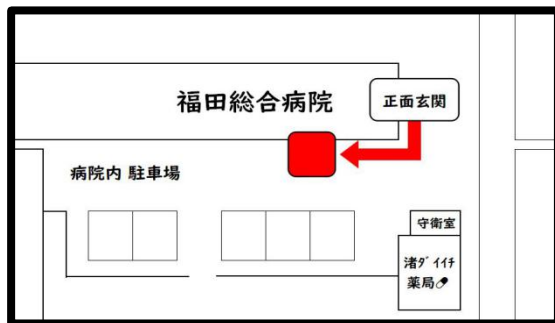 福田総合病院
正面玄関
病院内 駐車場
守衛室
渚ダイイチ
薬局